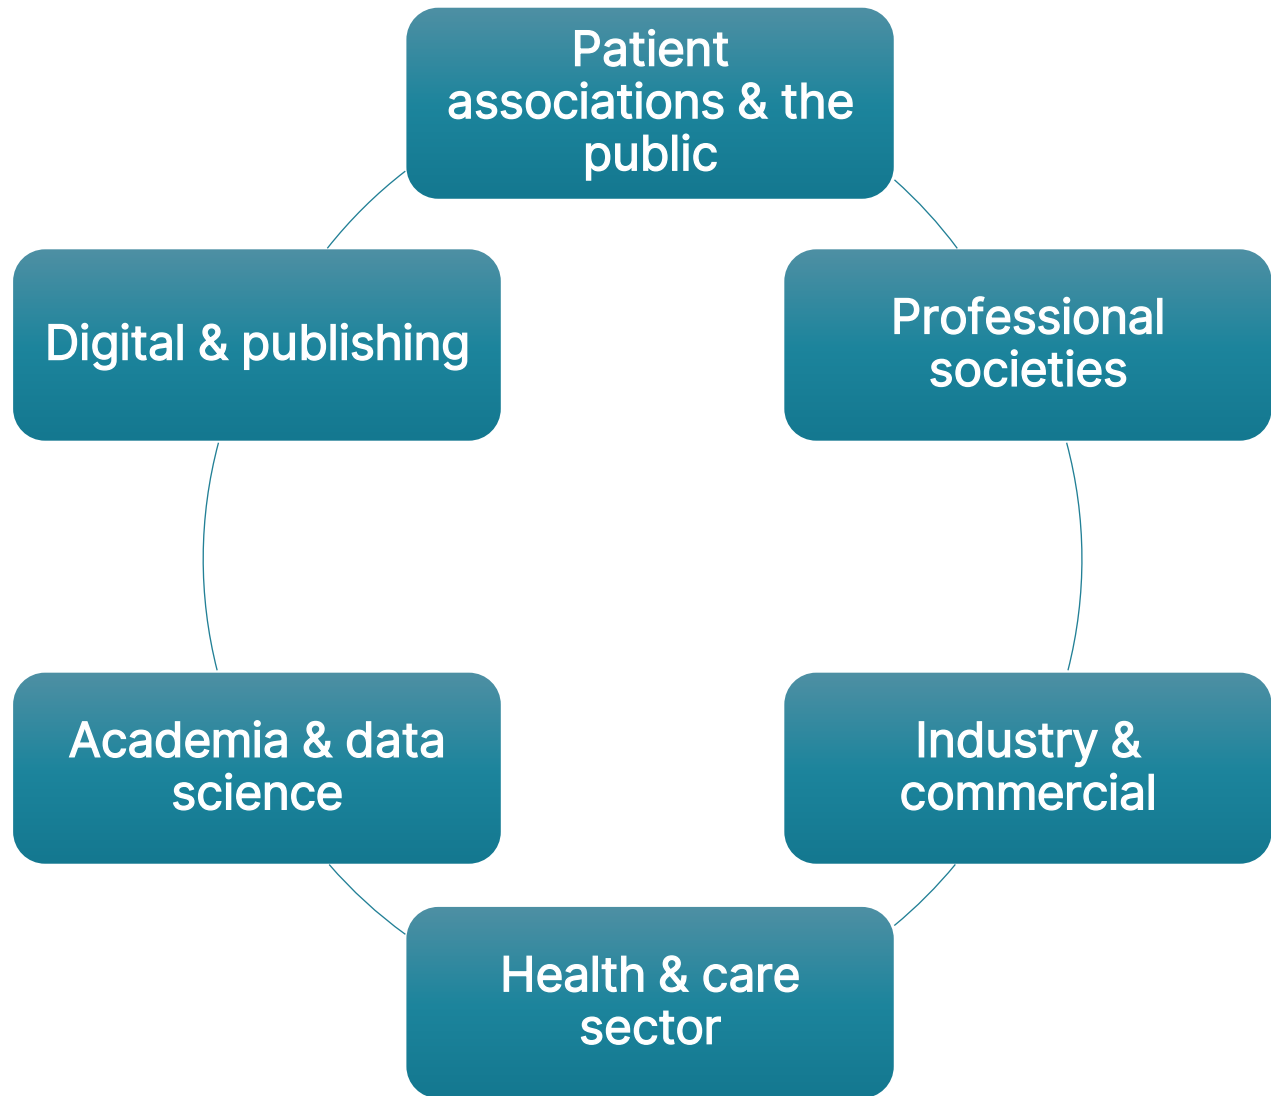 Patient
associations & the
public
Digital & publishing
Professional
societies
Academia & data
science
Industry &
commercial
Health & care
sector